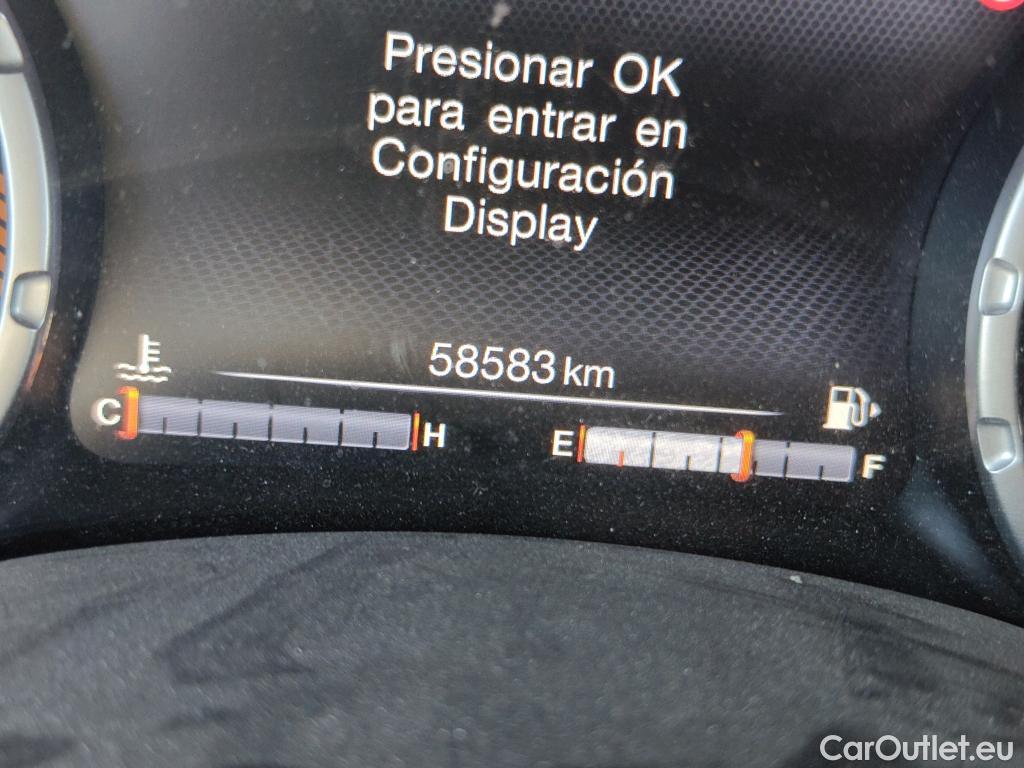 Presionar OK
para entrar en
Configuración
Display
58583 km
C H E F
CarOutlet.eu